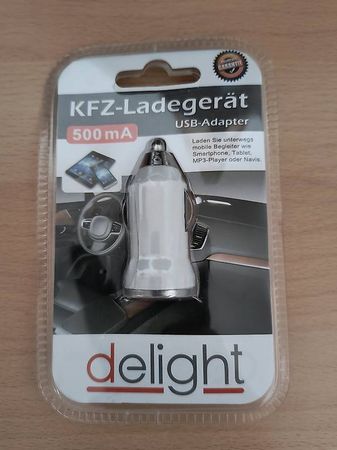 GARANTIE
KFZ-Ladegerät
USB-Adapter
500 mA
Laden Sie unterwegs
mobile Begleiter wie
Smartphone, Tablet,
MP3-Player oder Navis.
delight